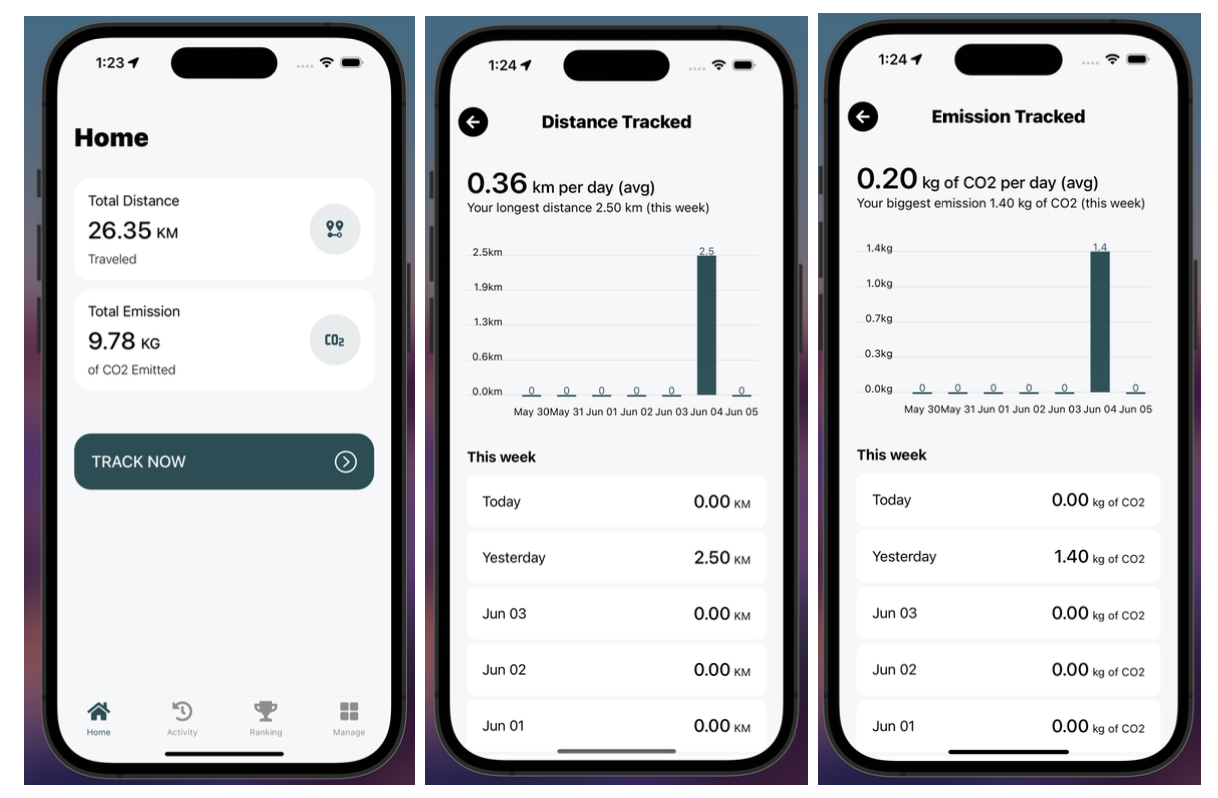 1:23
Home
Total Distance
26.35 KM
Traveled
Total Emission
9.78 KG
of CO2 Emitted
CO2
TRACK NOW
Home Activity Ranking Manage
1:24
Distance Tracked
0.36 km per day (avg)
Your longest distance 2.50 km (this week)
2.5km
2.5
1.9km
1.3km
0.6km
0.0km
0 0 0 0 0 0
May 30 May 31 Jun 01 Jun 02 Jun 03 Jun 04 Jun 05
This week
Today 0.00 KM
Yesterday 2.50 KM
Jun 03 0.00 KM
Jun 02 0.00 KM
Jun 01 0.00 KM
1:24
Emission Tracked
0.20 kg of CO2 per day (avg)
Your biggest emission 1.40 kg of CO2 (this week)
1.4kg
1.4
1.0kg
0.7kg
0.3kg
0.0kg
0 0 0 0 0 0
May 30 May 31 Jun 01 Jun 02 Jun 03 Jun 04 Jun 05
This week
Today 0.00 kg of CO2
Yesterday 1.40 kg of CO2
Jun 03 0.00 kg of CO2
Jun 02 0.00 kg of CO2
Jun 01 0.00 kg of CO2